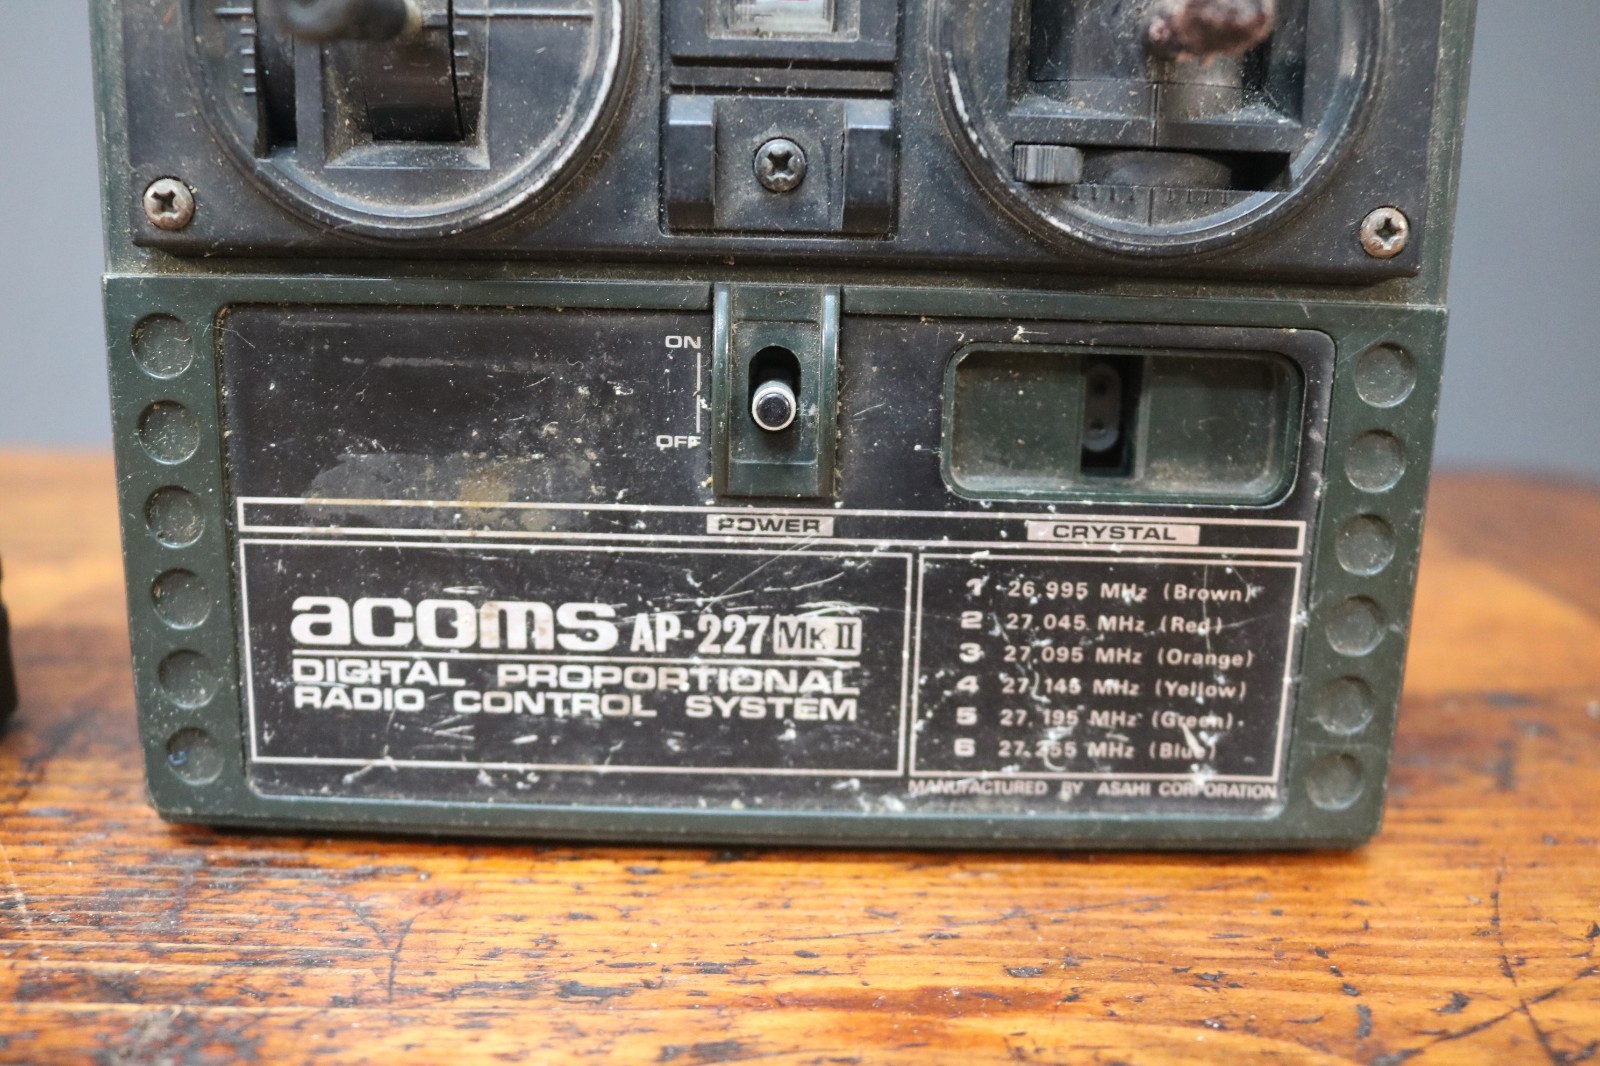 ON
OFF
POWER
CRYSTAL
acoms AP-227 MK II
DIGITAL PROPORTIONAL
RADIO CONTROL SYSTEM
1 26.995 MHz (Brown)
2 27.045 MHz (Red)
3 27.095 MHz (Orange)
4 27.145 MHz (Yellow)
5 27.195 MHz (Green)
6 27.255 MHz (Blue)
MANUFACTURED BY ASAHI CORPORATION